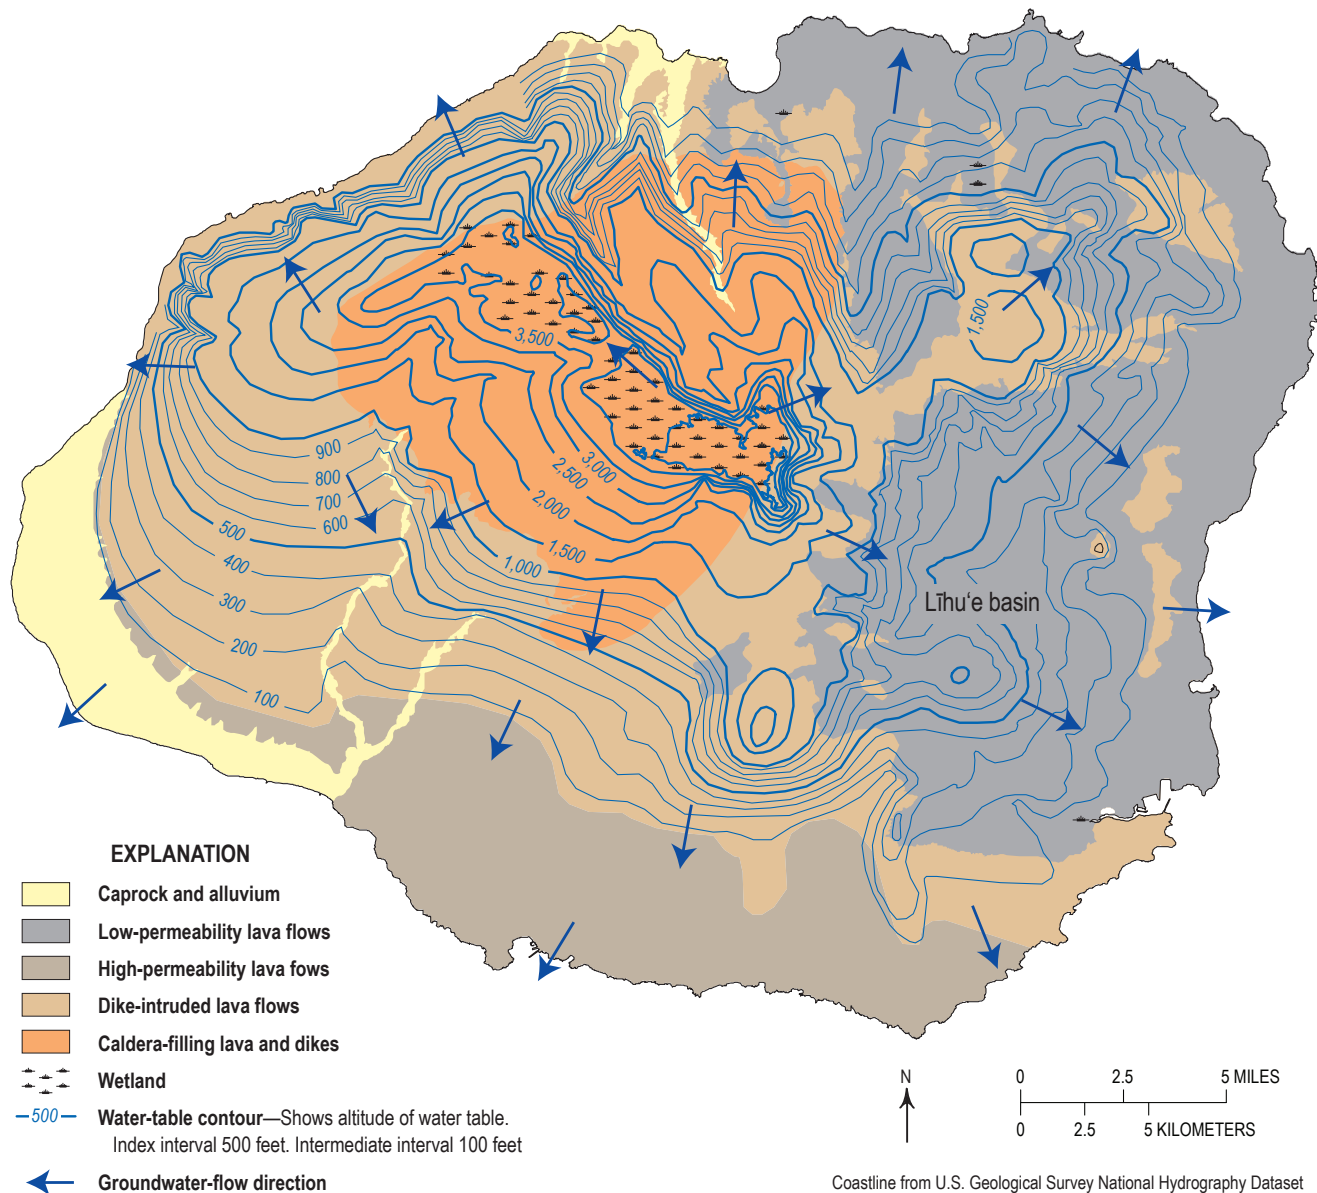 3,500
1,500
900
800
700
600
500
400
300
200
100
3,000
2,500
2,000
1,500
1,000
Līhuʻe basin
EXPLANATION
Caprock and alluvium
Low-permeability lava flows
High-permeability lava fows
Dike-intruded lava flows
Caldera-filling lava and dikes
Wetland
500 Water-table contour—Shows altitude of water table.
Index interval 500 feet. Intermediate interval 100 feet
Groundwater-flow direction
N
0 2.5 5 MILES
0 2.5 5 KILOMETERS
Coastline from U.S. Geological Survey National Hydrography Dataset